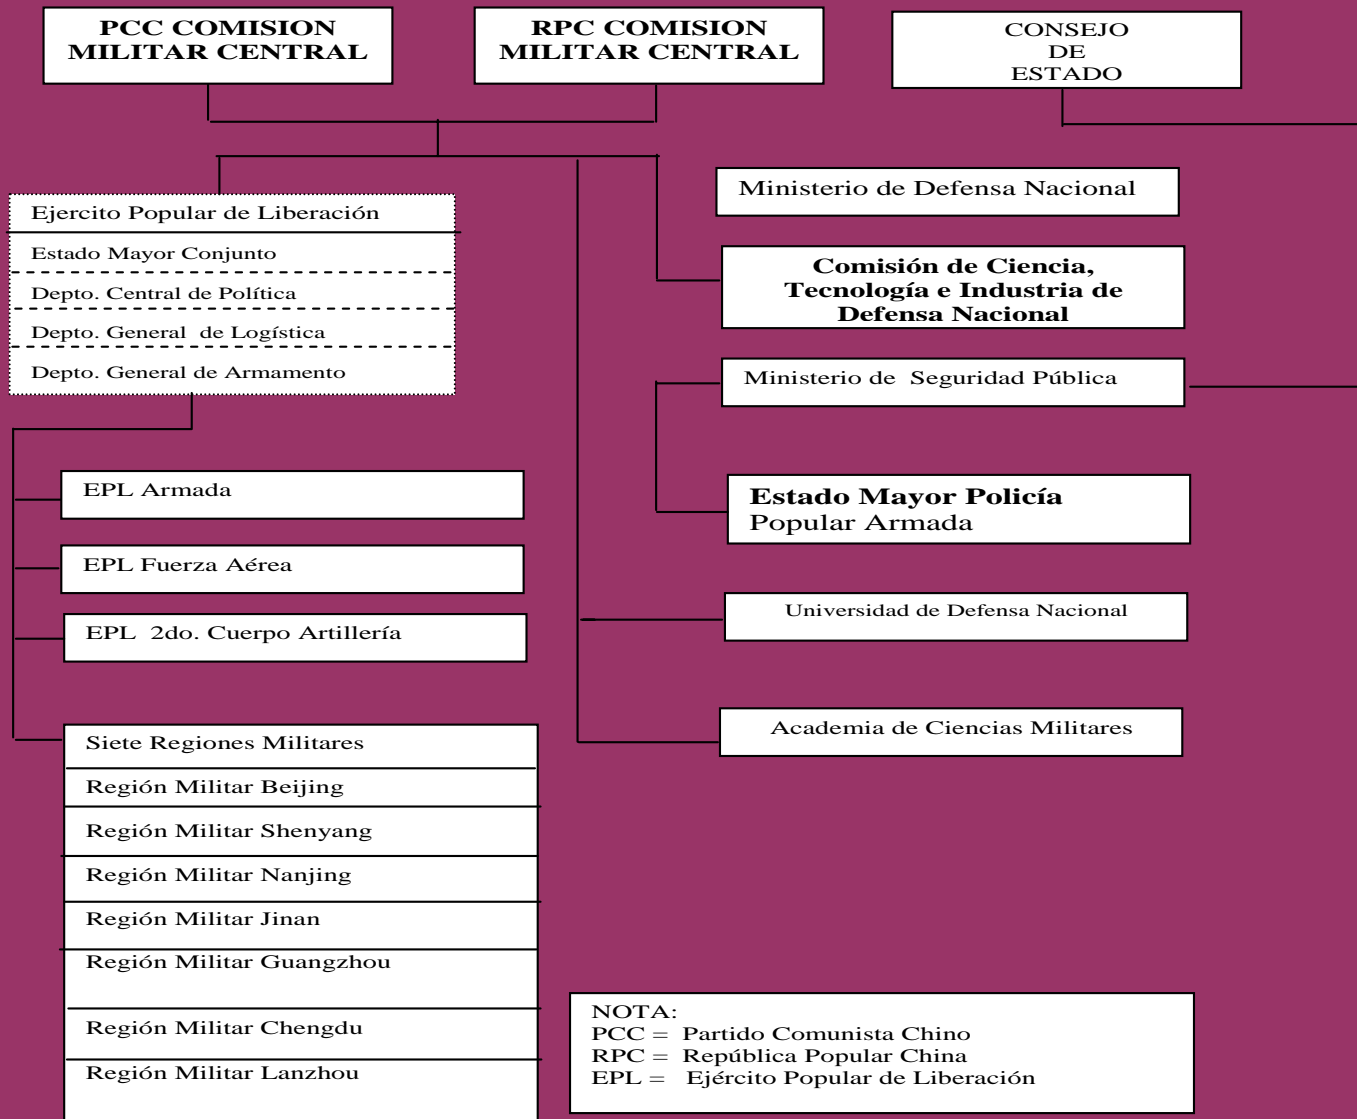 PCC COMISION
MILITAR CENTRAL
RPC COMISION
MILITAR CENTRAL
CONSEJO
DE
ESTADO
Ejercito Popular de Liberación
Estado Mayor Conjunto
Depto. Central de Política
Depto. General de Logística
Depto. General de Armamento
Ministerio de Defensa Nacional
Comisión de Ciencia,
Tecnología e Industria de
Defensa Nacional
Ministerio de Seguridad Pública
Estado Mayor Policía
Popular Armada
Universidad de Defensa Nacional
Academia de Ciencias Militares
EPL Armada
EPL Fuerza Aérea
EPL 2do. Cuerpo Artillería
Siete Regiones Militares
Región Militar Beijing
Región Militar Shenyang
Región Militar Nanjing
Región Militar Jinan
Región Militar Guangzhou
Región Militar Chengdu
Región Militar Lanzhou
NOTA:
PCC = Partido Comunista Chino
RPC = República Popular China
EPL = Ejército Popular de Liberación